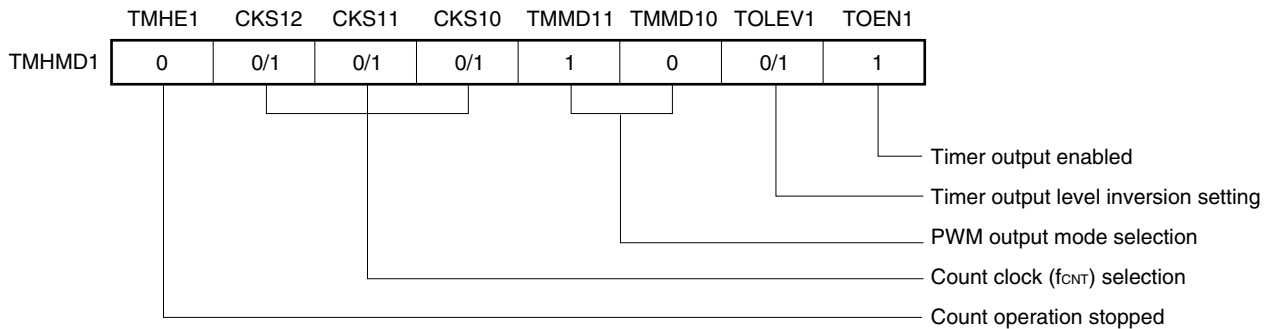 TMHE1 CKS12 CKS11 CKS10 TMMD11 TMMD10 TOLEV1 TOEN1
TMHMD1 0 0/1 0/1 0/1 1 0 0/1 1
Timer output enabled
Timer output level inversion setting
PWM output mode selection
Count clock (fCNT) selection
Count operation stopped